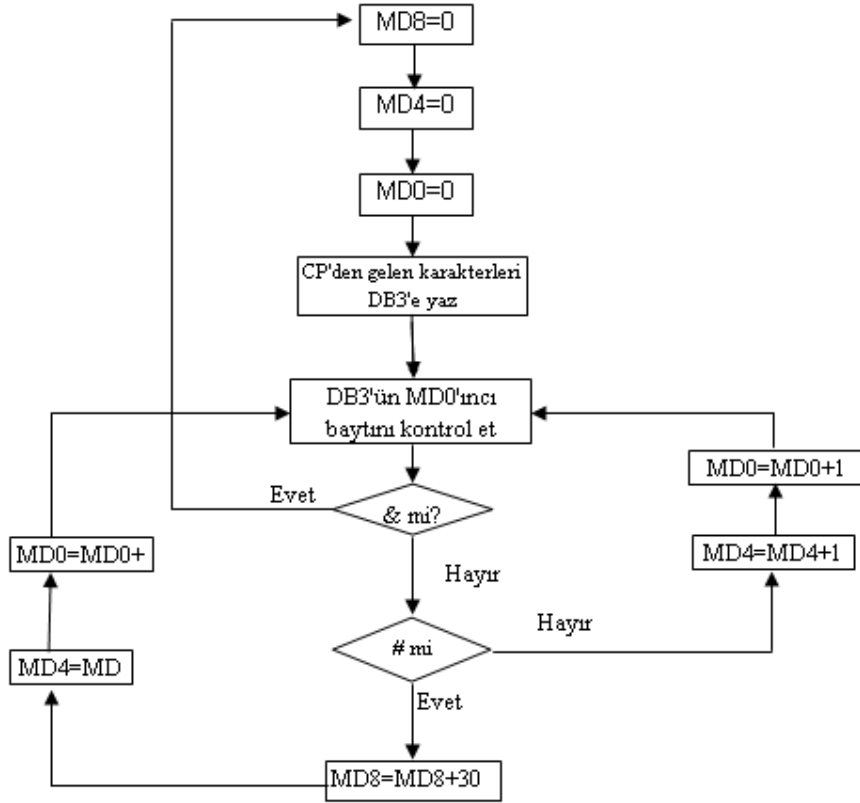 MD8=0
MD4=0
MD0=0
CP'den gelen karakterleri
DB3'e yaz
DB3'ün MD0'ıncı
baytını kontrol et
MD0=MD0+1
Evet
& mi?
MD0=MD0+
MD4=MD4+1
Hayır
Hayır
# mi
MD4=MD
Evet
MD8=MD8+30